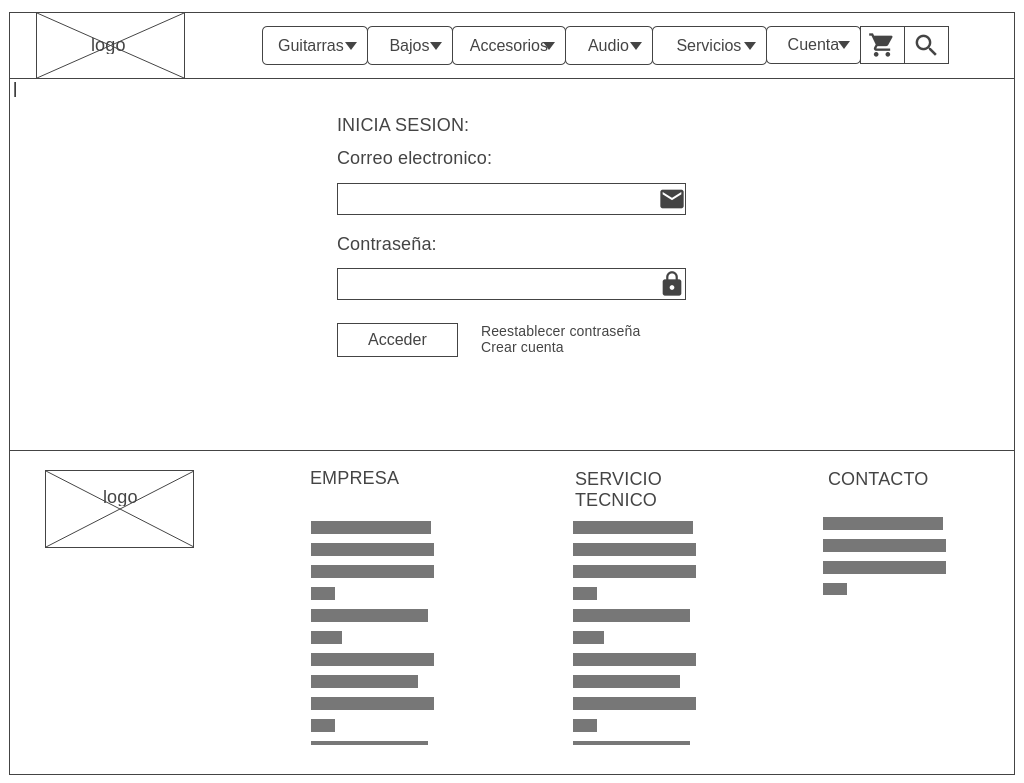 logo
Guitarras
Bajos
Accesorios
Audio
Servicios
Cuenta
INICIA SESION:
Correo electronico:
Contraseña:
Acceder
Reestablecer contraseña
Crear cuenta
logo
EMPRESA
SERVICIO
TECNICO
CONTACTO